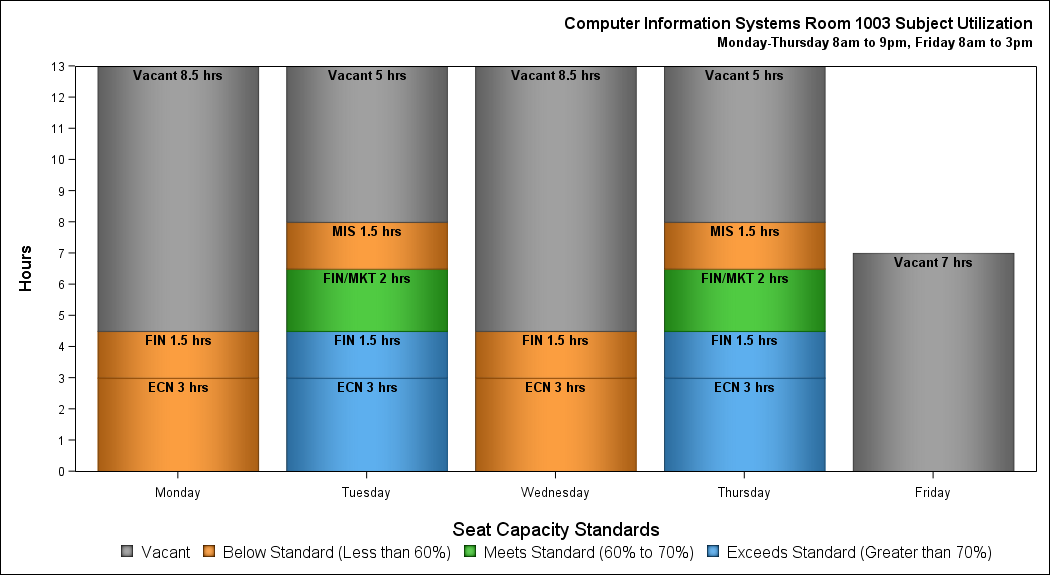 Computer Information Systems Room 1003 Subject Utilization
Monday-Thursday 8am to 9pm, Friday 8am to 3pm
Hours
13
12
11
10
9
8
7
6
5
4
3
2
1
0
Vacant 8.5 hrs
FIN 1.5 hrs
ECN 3 hrs
Vacant 5 hrs
MIS 1.5 hrs
FIN/MKT 2 hrs
FIN 1.5 hrs
ECN 3 hrs
Vacant 8.5 hrs
FIN 1.5 hrs
ECN 3 hrs
Vacant 5 hrs
MIS 1.5 hrs
FIN/MKT 2 hrs
FIN 1.5 hrs
ECN 3 hrs
Vacant 7 hrs
Monday Tuesday Wednesday Thursday Friday
Seat Capacity Standards
Vacant Below Standard (Less than 60%) Meets Standard (60% to 70%) Exceeds Standard (Greater than 70%)